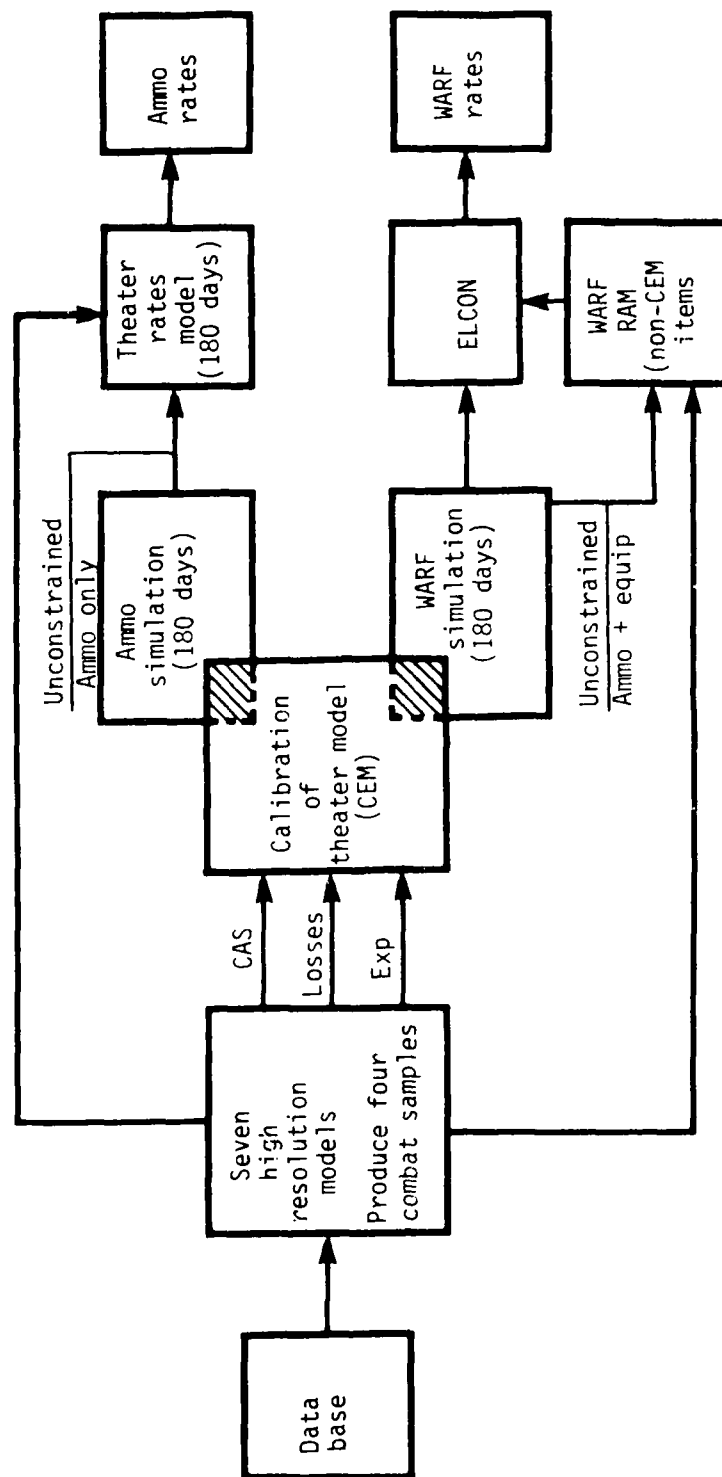 Data
base
Seven
high
resolution
models
Produce four
combat samples
CAS
Losses
Exp
Calibration
of
theater model
(CEM)
Unconstrained
Ammo only
Ammo
simulation
(180 days)
Theater
rates
model
(180 days)
Ammo
rates
WARF
simulation
(180 days)
Unconstrained
Ammo + equip
ELCON
WARF
rates
WARF
RAM
(non-CEM
items